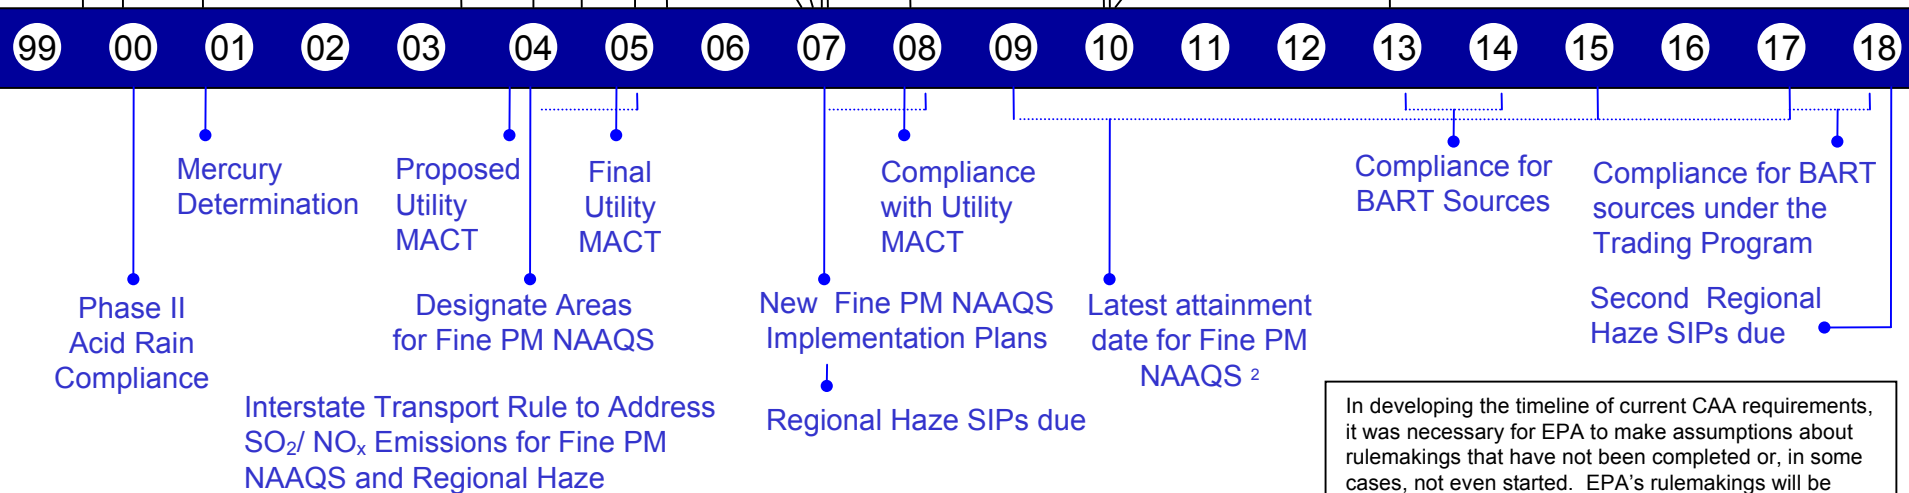 99 00 01 02 03 04 05 06 07 08 09 10 11 12 13 14 15 16 17 18
Mercury
Determination
Proposed
Utility
MACT
Final
Utility
MACT
Compliance
with Utility
MACT
Compliance for
BART Sources
Compliance for BART
sources under the
Trading Program
Phase II
Acid Rain
Compliance
Designate Areas
for Fine PM NAAQS
New Fine PM NAAQS
Implementation Plans
Latest attainment
date for Fine PM
NAAQS ²
Second Regional
Haze SIPs due
Interstate Transport Rule to Address
SO₂/ NOₓ Emissions for Fine PM
NAAQS and Regional Haze
Regional Haze SIPs due
In developing the timeline of current CAA requirements,
it was necessary for EPA to make assumptions about
rulemakings that have not been completed or, in some
cases, not even started. EPA's rulemakings will be